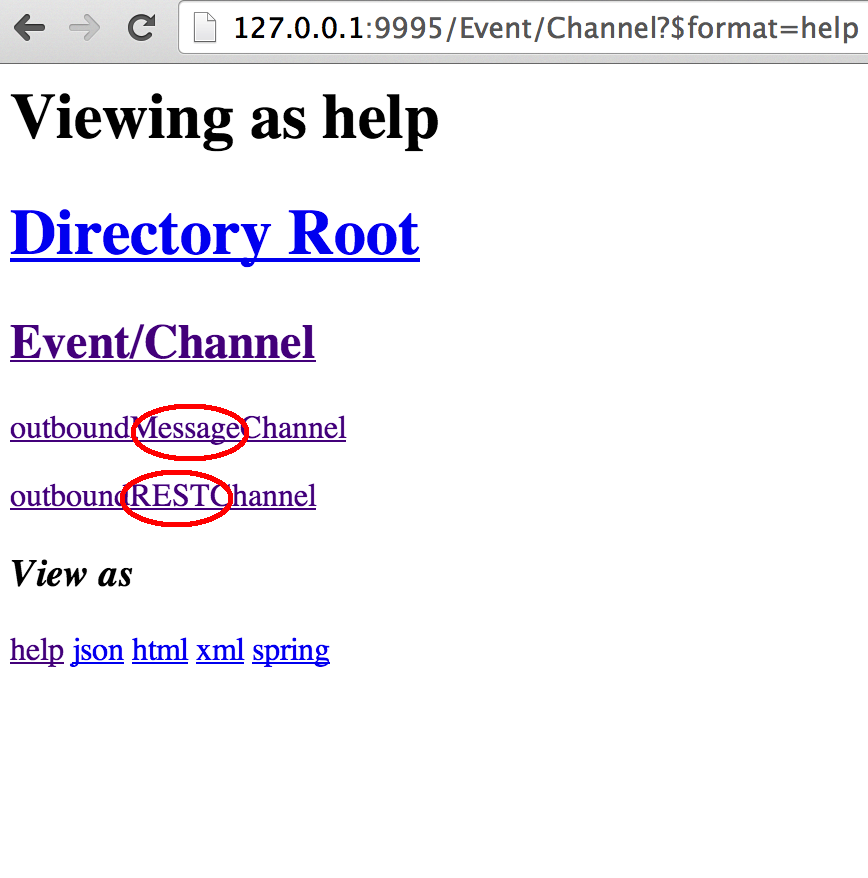 127.0.0.1:9995/Event/Channel?$format=help
Viewing as help
Directory Root
Event/Channel
outboundMessageChannel
outboundRESTChannel
View as
help json html xml spring